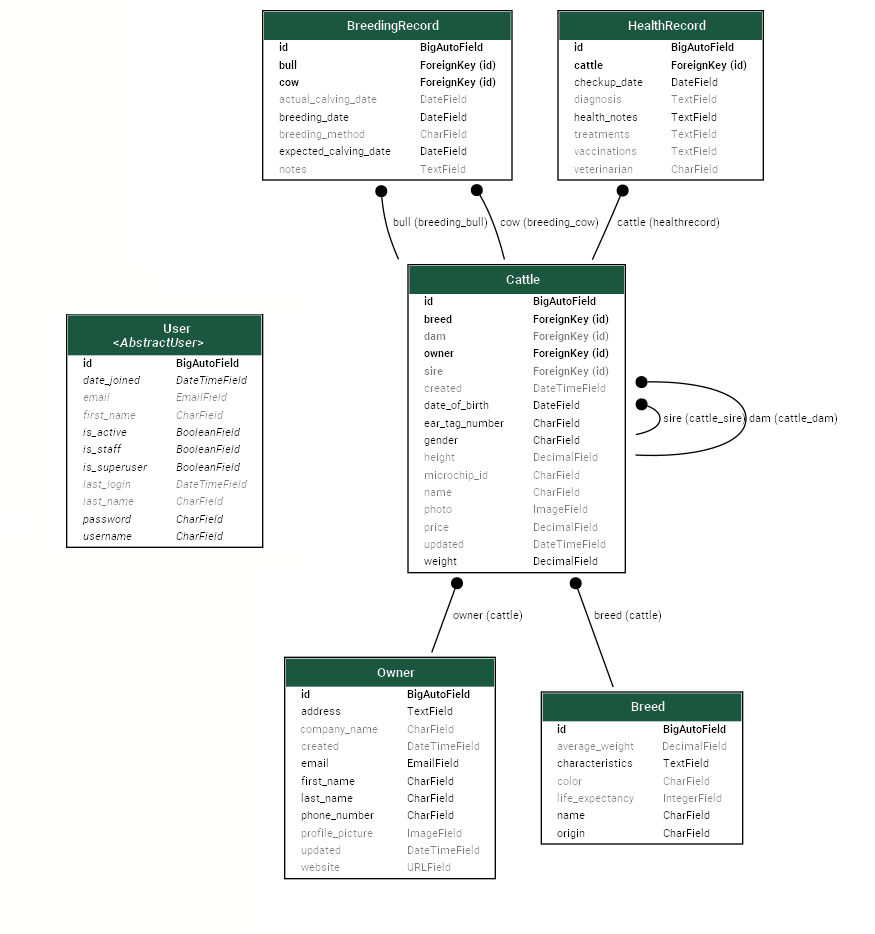 BreedingRecord
id BigAutoField
bull ForeignKey (id)
cow ForeignKey (id)
actual_calving_date DateField
breeding_date DateField
breeding_method CharField
expected_calving_date DateField
notes TextField
HealthRecord
id BigAutoField
cattle ForeignKey (id)
checkup_date DateField
diagnosis TextField
health_notes TextField
treatments TextField
vaccinations TextField
veterinarian CharField
bull (breeding_bull)
cow (breeding_cow)
cattle (healthrecord)
User
<AbstractUser>
id BigAutoField
date_joined DateTimeField
email EmailField
first_name CharField
is_active BooleanField
is_staff BooleanField
is_superuser BooleanField
last_login DateTimeField
last_name CharField
password CharField
username CharField
Cattle
id BigAutoField
breed ForeignKey (id)
dam ForeignKey (id)
owner ForeignKey (id)
sire ForeignKey (id)
created DateTimeField
date_of_birth DateField
ear_tag_number CharField
gender CharField
height DecimalField
microchip_id CharField
name CharField
photo ImageField
price DecimalField
updated DateTimeField
weight DecimalField
sire (cattle_sire)
dam (cattle_dam)
owner (cattle)
breed (cattle)
Owner
id BigAutoField
address TextField
company_name CharField
created DateTimeField
email EmailField
first_name CharField
last_name CharField
phone_number CharField
profile_picture ImageField
updated DateTimeField
website URLField
Breed
id BigAutoField
average_weight DecimalField
characteristics TextField
color CharField
life_expectancy IntegerField
name CharField
origin CharField